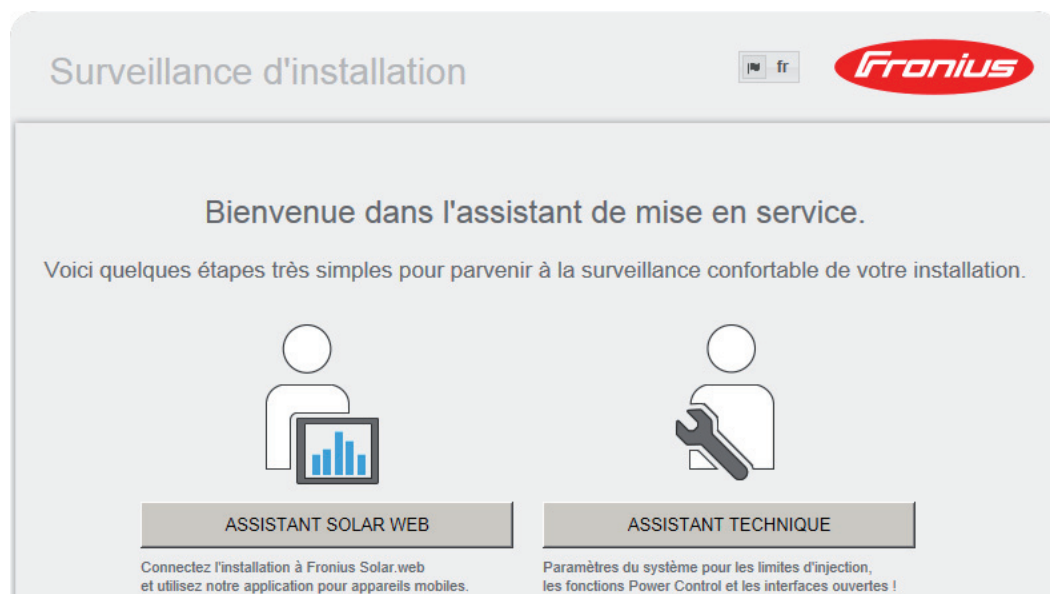 Surveillance d'installation
fr
Fronius
Bienvenue dans l'assistant de mise en service.
Voici quelques étapes très simples pour parvenir à la surveillance confortable de votre installation.
ASSISTANT SOLAR WEB
ASSISTANT TECHNIQUE
Connectez l'installation à Fronius Solar.web
et utilisez notre application pour appareils mobiles.
Paramètres du système pour les limites d'injection,
les fonctions Power Control et les interfaces ouvertes !